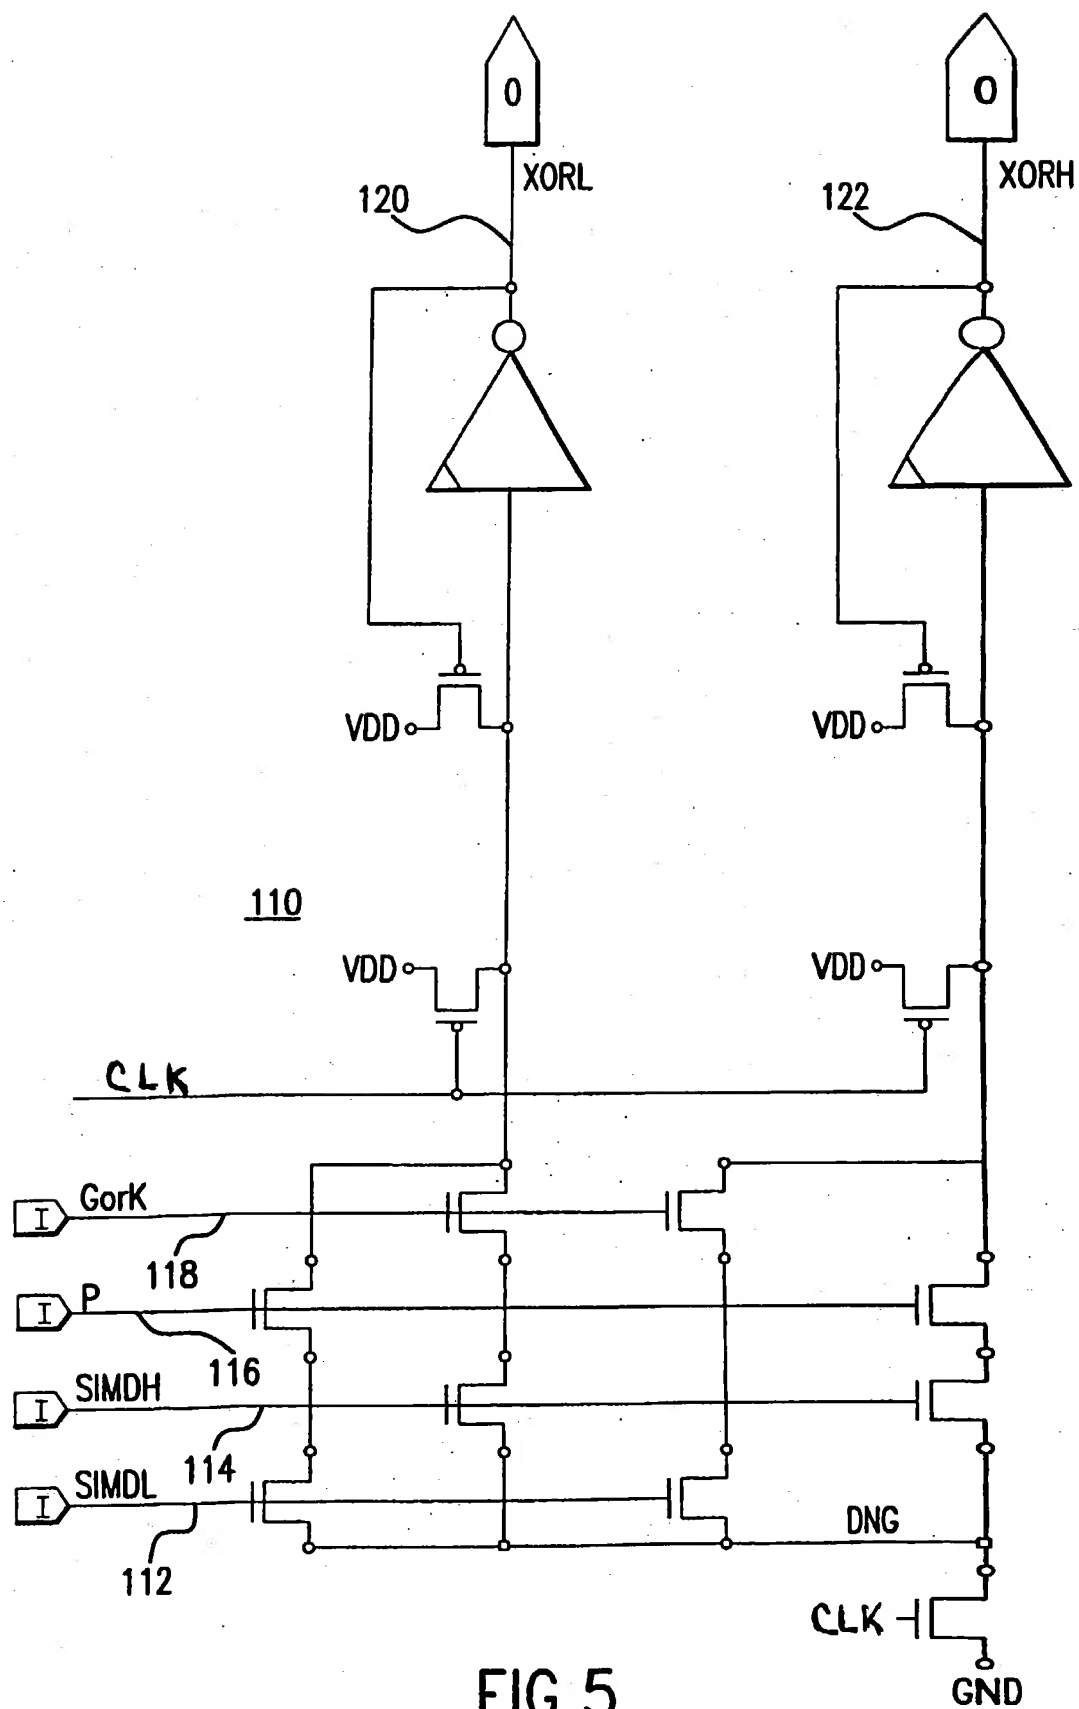 O O
XORL XORH
120 122
VDD VDD
110
VDD VDD
CLK
I GorK
118
I P
116
I SIMDH
114
I SIMDL
DNG
112
CLK
GND
FIG.5